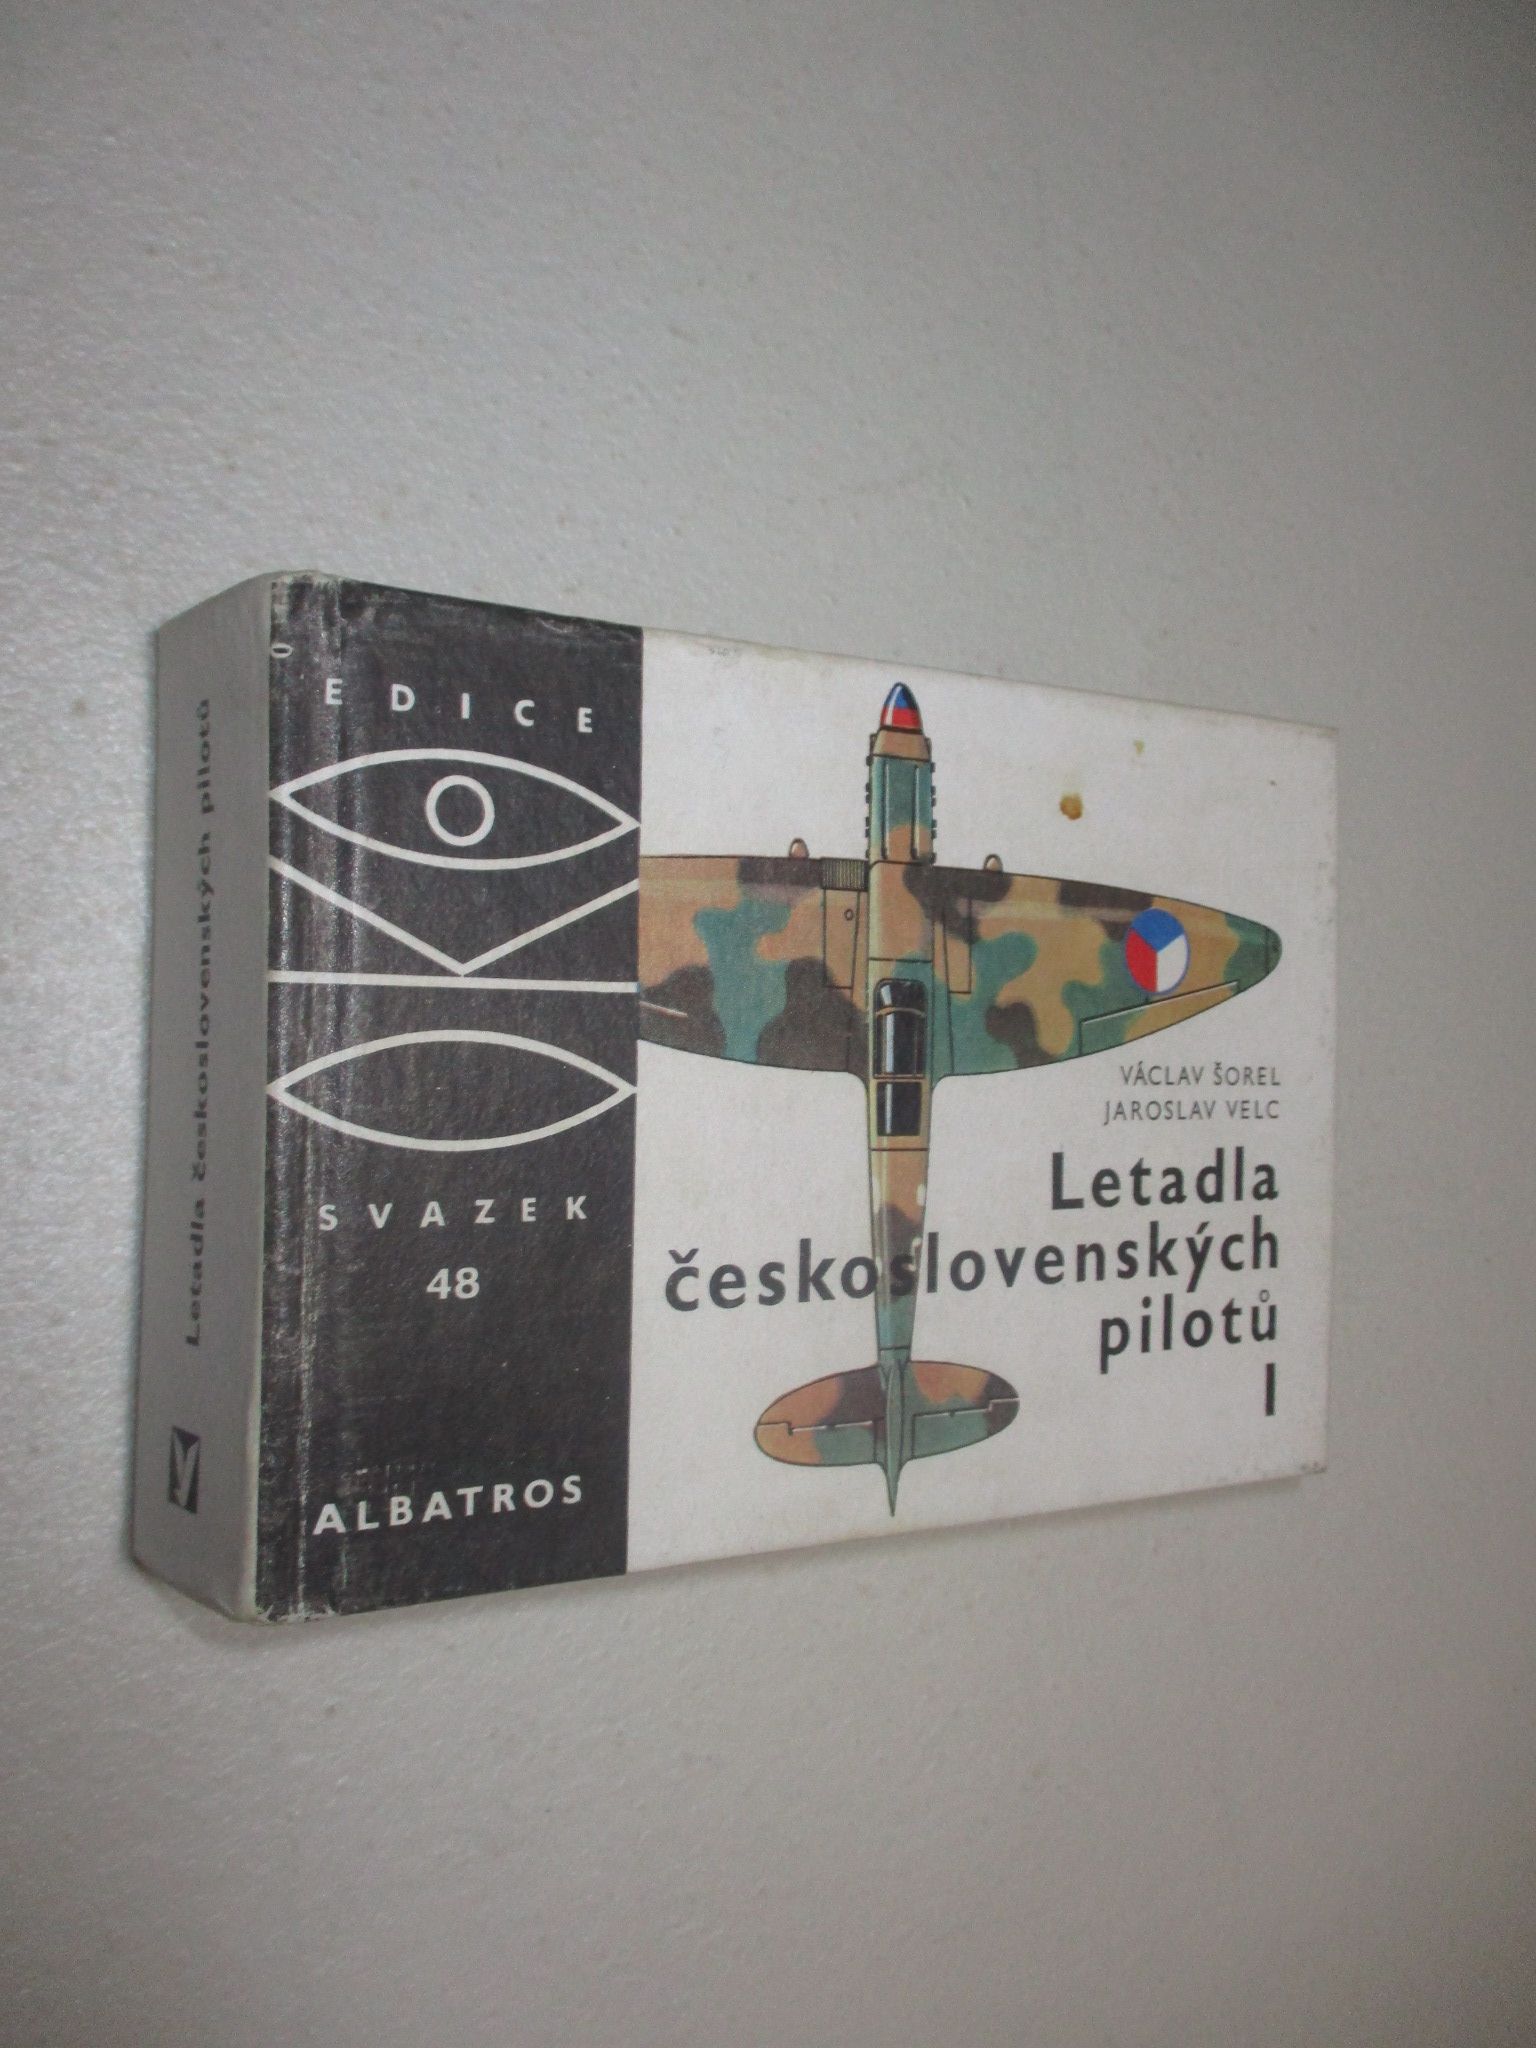 Letadla československých pilotů
EDICE
SVAZEK
48
ALBATROS
VÁCLAV ŠOREL
JAROSLAV VELC
Letadla
československých
pilotů
I